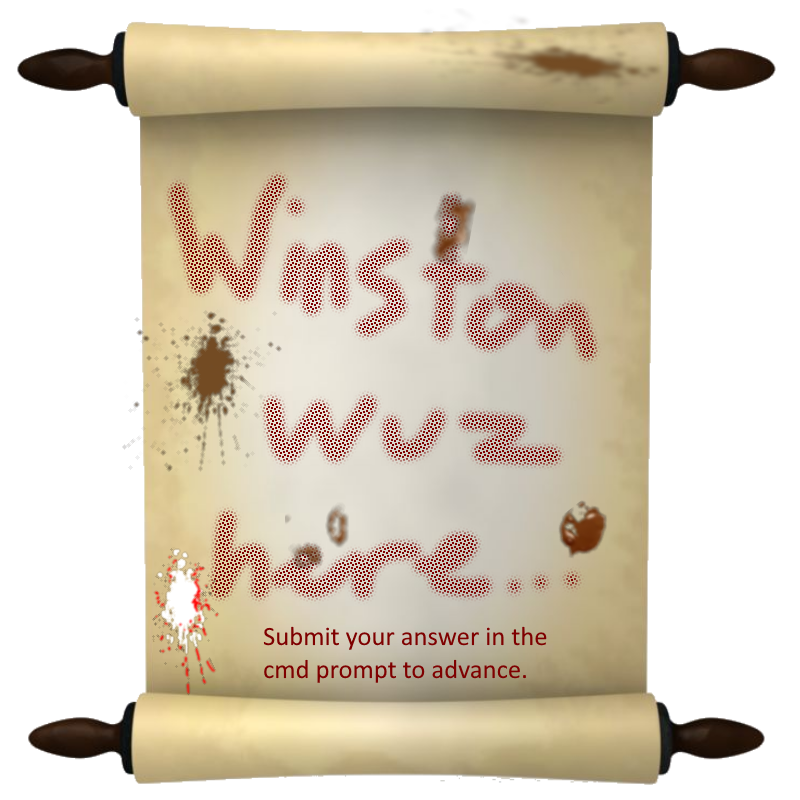 Winston
wuz
here...
Submit your answer in the
cmd prompt to advance.